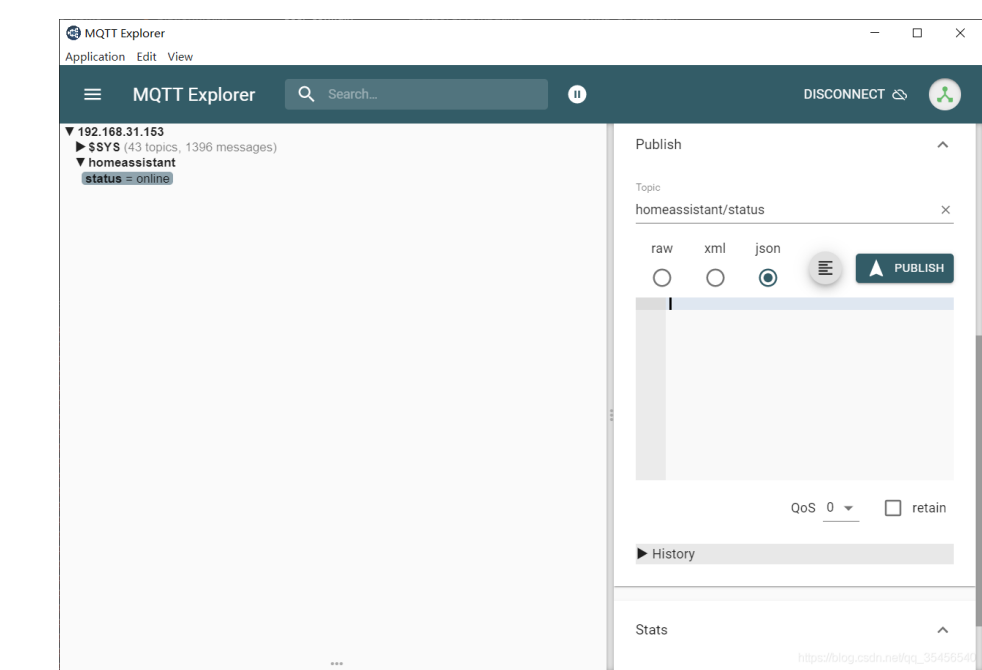 MQTT Explorer
Application Edit View
MQTT Explorer Search... DISCONNECT
192.168.31.153
$SYS (43 topics, 1396 messages)
homeassistant
status = online
Publish
Topic
homeassistant/status
raw xml json
PUBLISH
QoS 0 retain
History
Stats
https://blog.csdn.net/qq_35456540